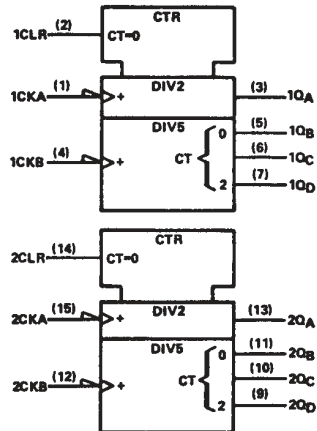 CTR
1CLR (2) CT=0
DIV2
1CKA (1) + (3) 1QA
DIV5
0 (5) 1QB
1CKB (4) + CT (6) 1QC
2 (7) 1QD
CTR
2CLR (14) CT=0
DIV2
2CKA (15) + (13) 2QA
DIV5
0 (11) 2QB
2CKB (12) + CT (10) 2QC
2 (9) 2QD